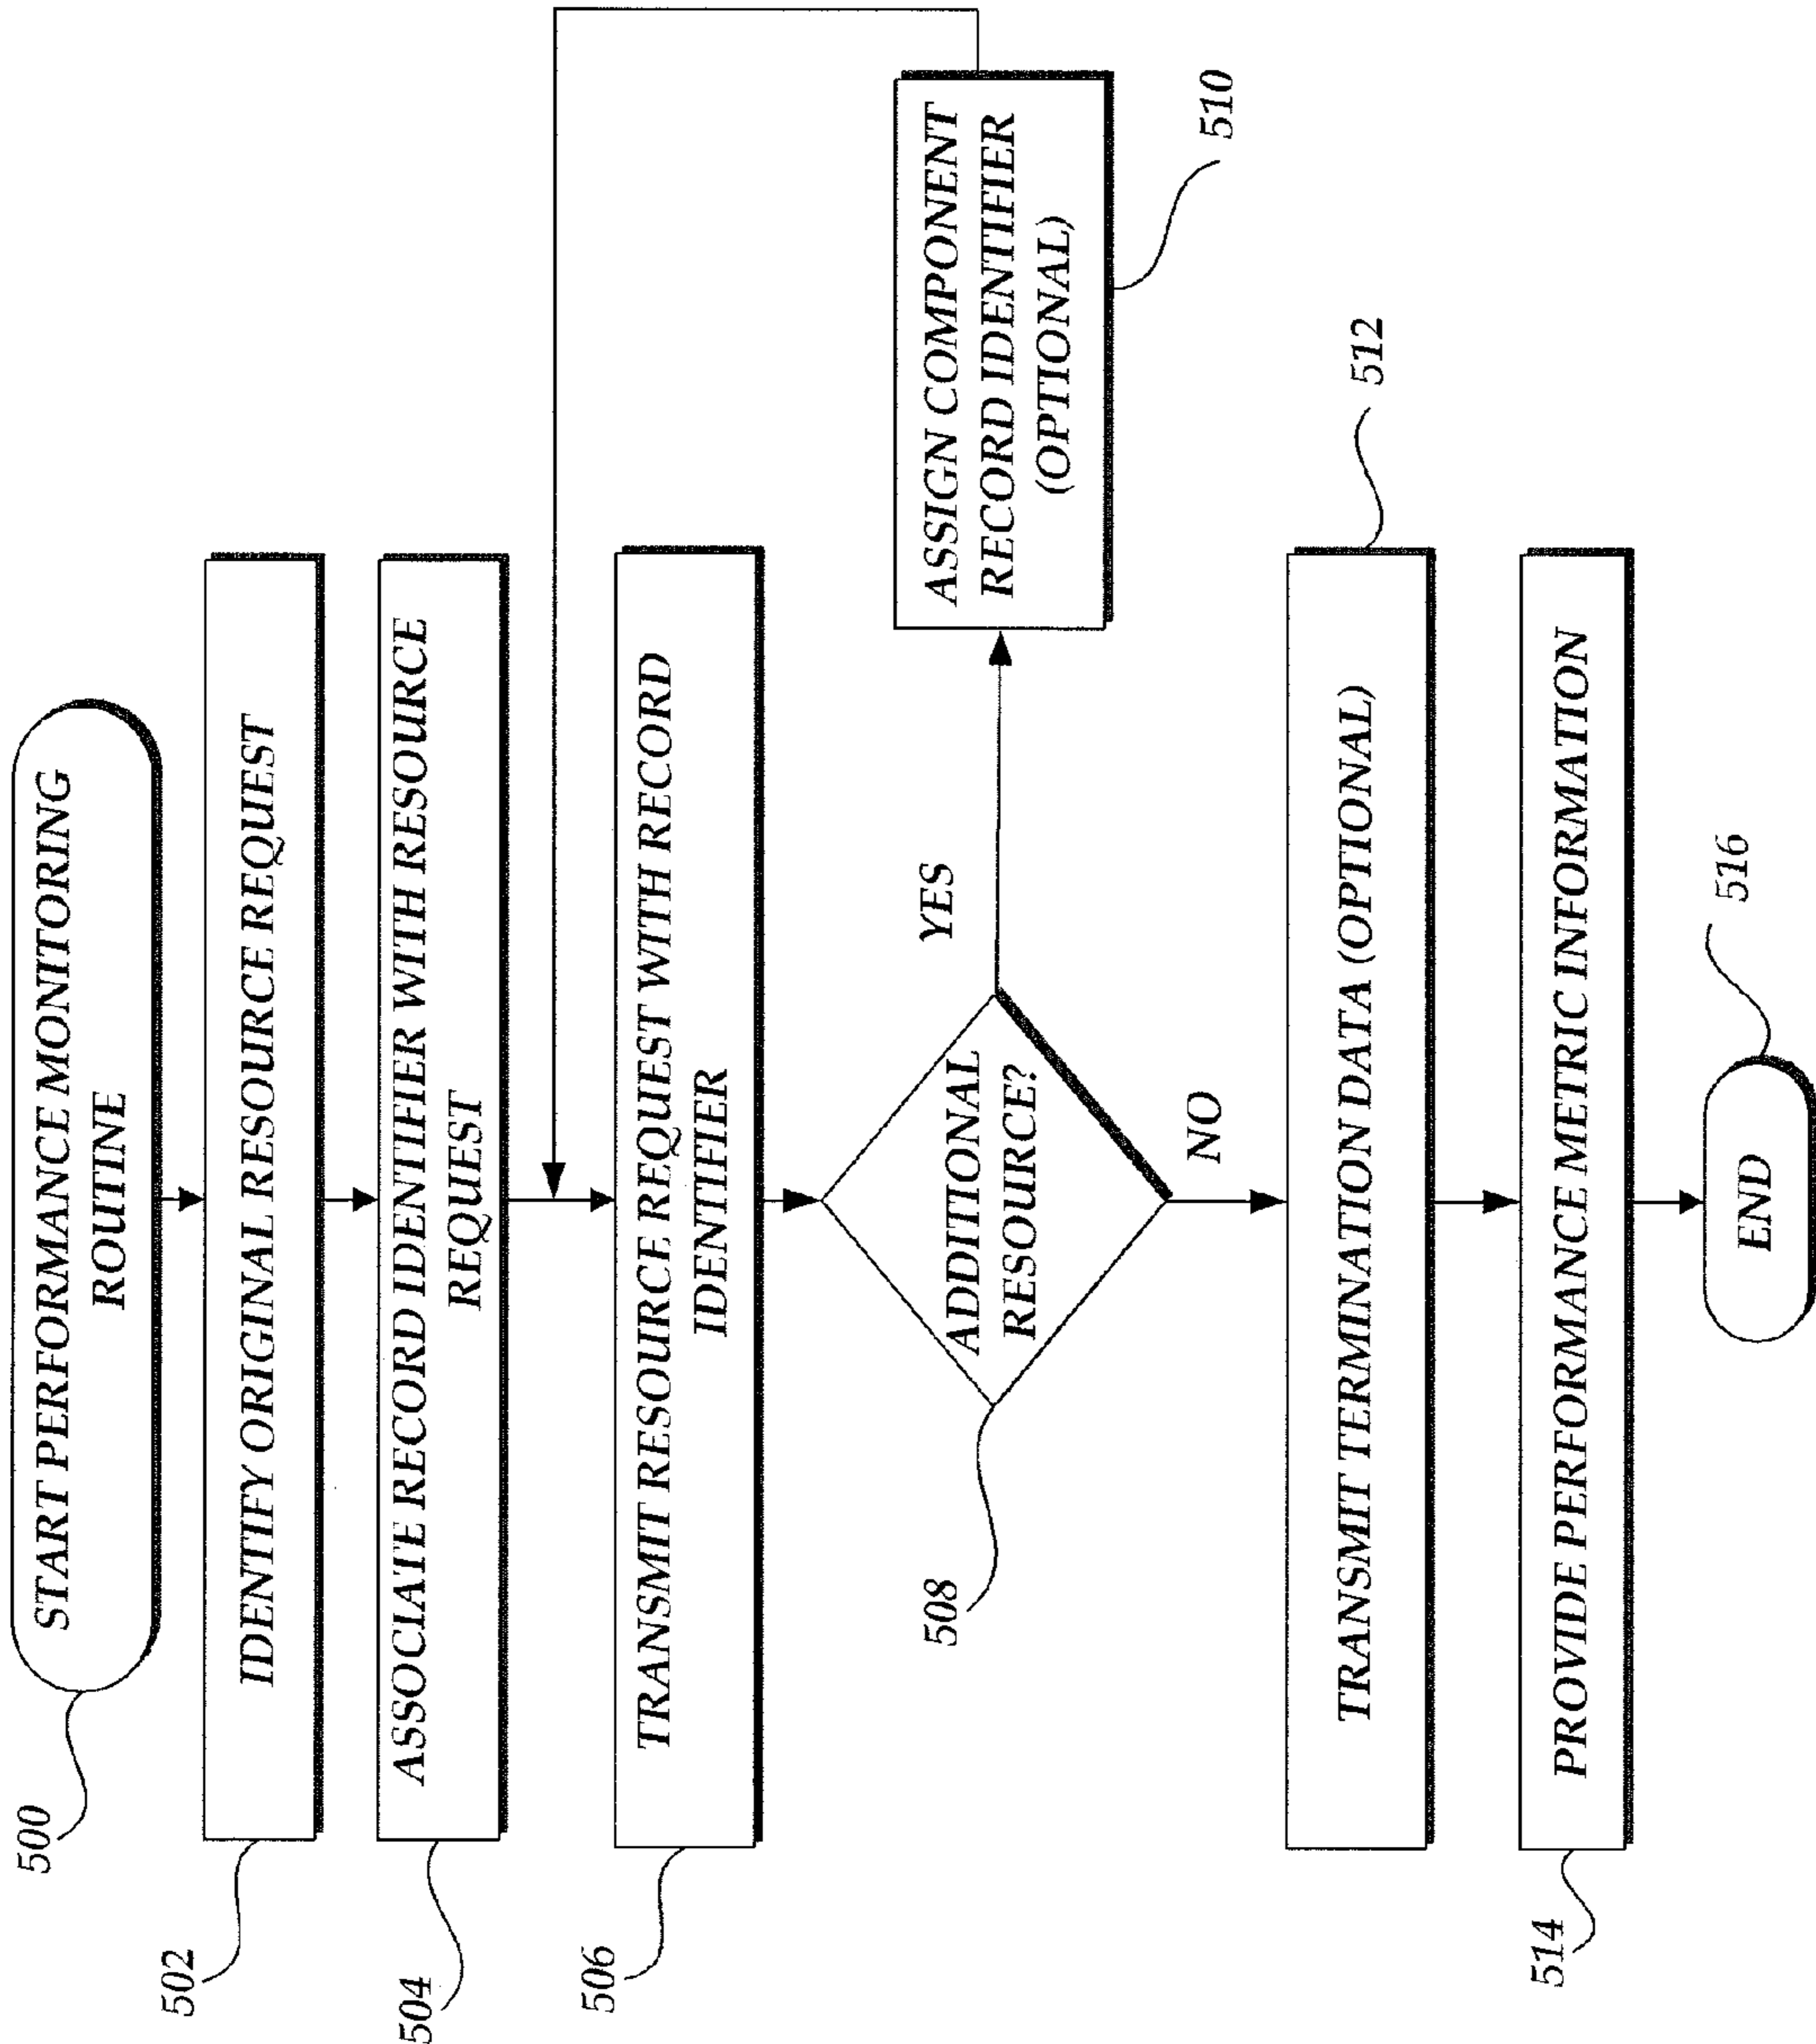 500
START PERFORMANCE MONITORING
ROUTINE
502
IDENTIFY ORIGINAL RESOURCE REQUEST
504
ASSOCIATE RECORD IDENTIFIER WITH RESOURCE
REQUEST
506
TRANSMIT RESOURCE REQUEST WITH RECORD
IDENTIFIER
508
ADDITIONAL
RESOURCE?
YES
ASSIGN COMPONENT
RECORD IDENTIFIER
(OPTIONAL)
510
NO
TRANSMIT TERMINATION DATA (OPTIONAL)
512
514
PROVIDE PERFORMANCE METRIC INFORMATION
END
516